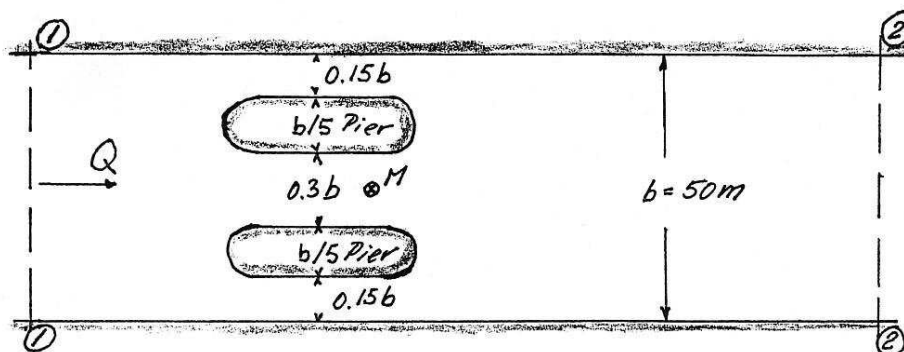 ① ②
0.15b
b/5 Pier
Q
0.3b
M
b = 50m
b/5 Pier
0.15b
① ②